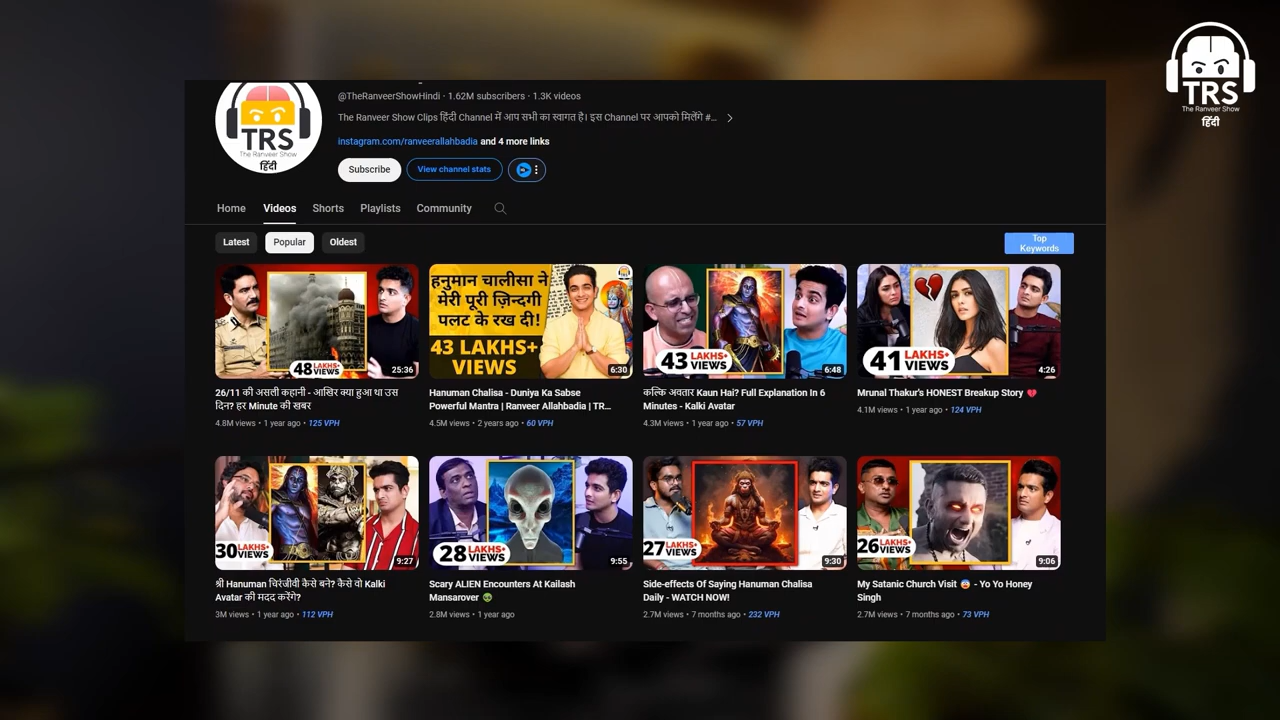 TRS
The Ranveer Show
हिंदी
TRS
The Ranveer Show
हिंदी
@TheRanveerShowHindi · 1.62M subscribers · 1.3K videos
The Ranveer Show Clips हिंदी Channel में आप सभी का स्वागत है। इस Channel पर आपको मिलेंगे #...
instagram.com/ranveerallahbadia and 4 more links
Subscribe
View channel stats
Home
Videos
Shorts
Playlists
Community
Latest
Popular
Oldest
Top
Keywords
48 LAKHS+
VIEWS
25:36
हनुमान चालीसा ने
मेरी पूरी ज़िन्दगी
पलट के रख दी!
43 LAKHS+
VIEWS
6:30
43 LAKHS+
VIEWS
6:48
41 LAKHS+
VIEWS
4:26
26/11 की असली कहानी - आखिर क्या हुआ था उस
दिन? हर Minute की खबर
4.8M views • 1 year ago • 125 VPH
Hanuman Chalisa - Duniya Ka Sabse
Powerful Mantra | Ranveer Allahbadia | TR...
4.5M views • 2 years ago • 60 VPH
कल्कि अवतार Kaun Hai? Full Explanation In 6
Minutes - Kalki Avatar
4.3M views • 1 year ago • 57 VPH
Mrunal Thakur's HONEST Breakup Story 💔
4.1M views • 1 year ago • 124 VPH
30 LAKHS+
VIEWS
9:27
28 LAKHS+
VIEWS
9:55
27 LAKHS+
VIEWS
9:30
26 LAKHS+
VIEWS
9:06
श्री Hanuman चिरंजीवी कैसे बने? कैसे वो Kalki
Avatar की मदद करेंगे?
3M views • 1 year ago • 112 VPH
Scary ALIEN Encounters At Kailash
Mansarover 👽
2.8M views • 1 year ago
Side-effects Of Saying Hanuman Chalisa
Daily - WATCH NOW!
2.7M views • 7 months ago • 232 VPH
My Satanic Church Visit 😨 - Yo Yo Honey
Singh
2.7M views • 7 months ago • 73 VPH